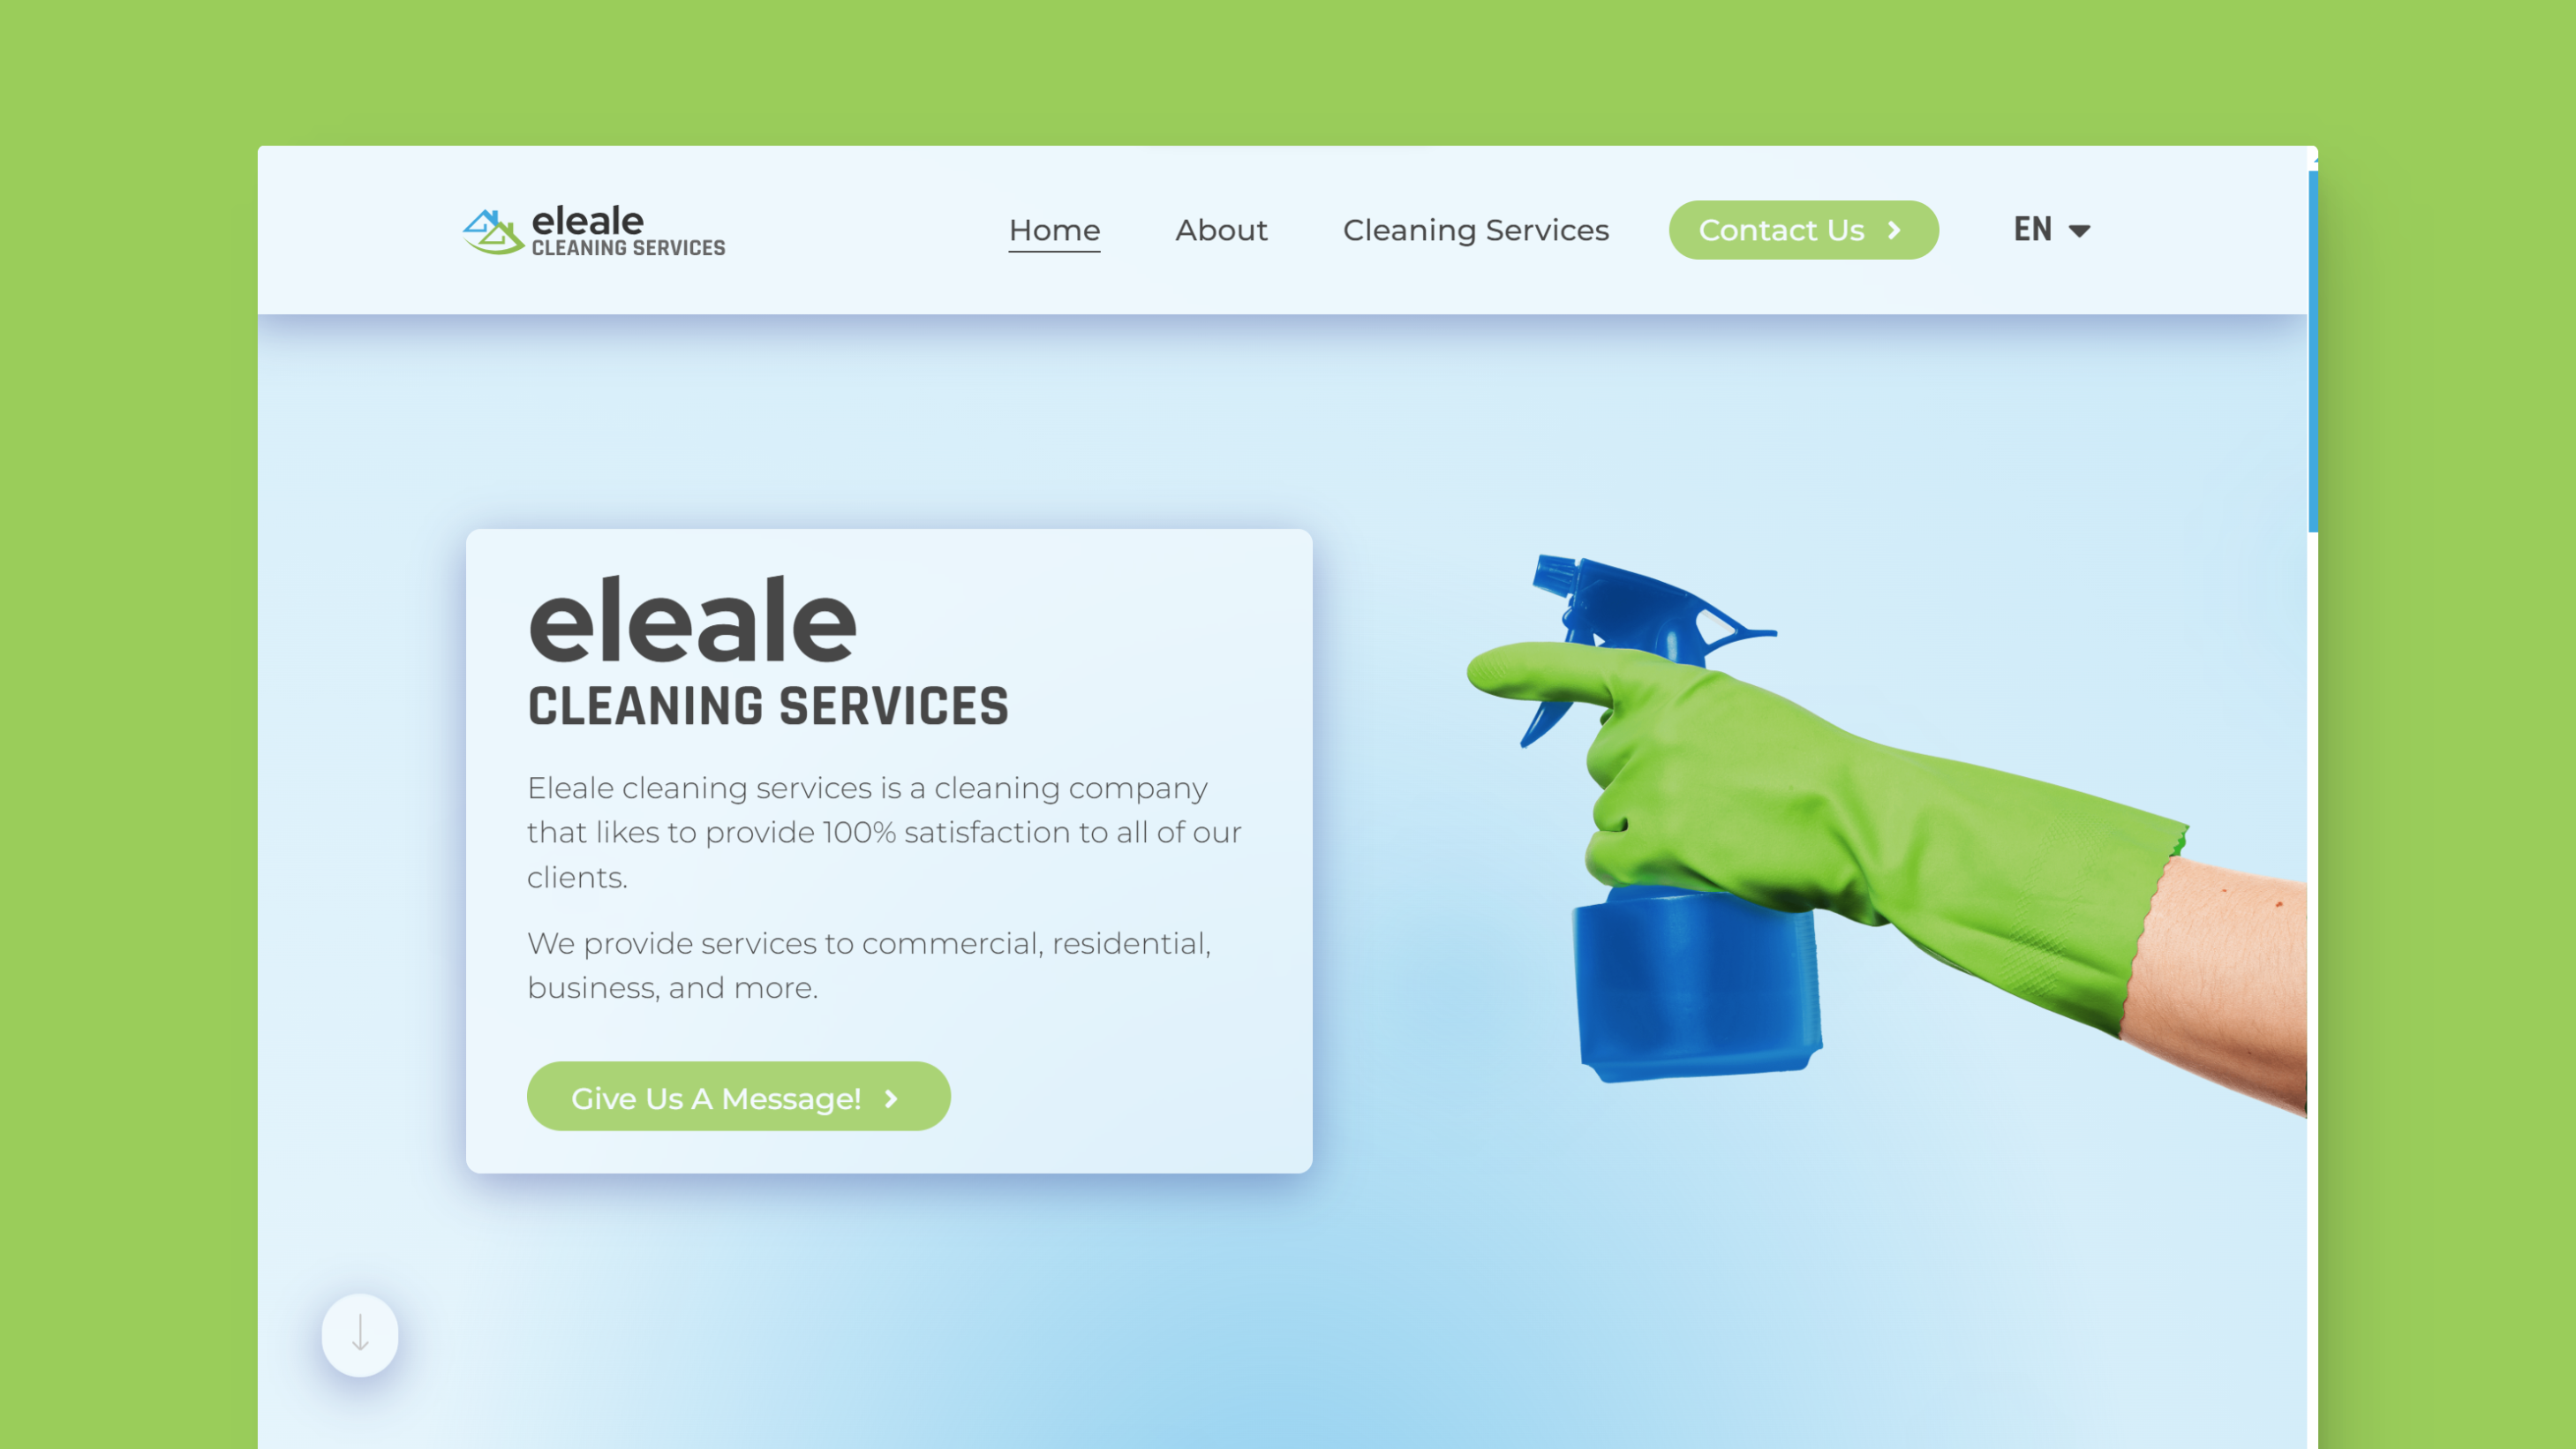 eleale
CLEANING SERVICES
Home
About
Cleaning Services
Contact Us
EN
eleale
CLEANING SERVICES
Eleale cleaning services is a cleaning company
that likes to provide 100% satisfaction to all of our
clients.
We provide services to commercial, residential,
business, and more.
Give Us A Message!